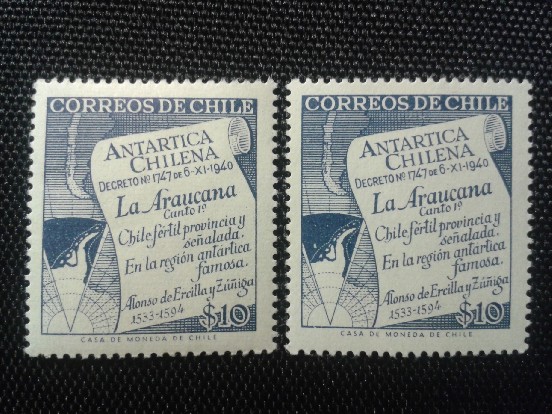 CORREOS DE CHILE
ANTARTICA
CHILENA
DECRETO Nº 1747 DE 6-XI-1940
La Araucana
Canto 1º
Chile fértil provincia y
señalada.
En la región antártica
famosa.
Alonso de Ercilla y Zúñiga
1533-1594
$10
CASA DE MONEDA DE CHILE
CORREOS DE CHILE
ANTARTICA
CHILENA
DECRETO Nº 1747 DE 6-XI-1940
La Araucana
Canto 1º
Chile fértil provincia y
señalada.
En la región antártica
famosa.
Alonso de Ercilla y Zúñiga
1533-1594
$10
CASA DE MONEDA DE CHILE